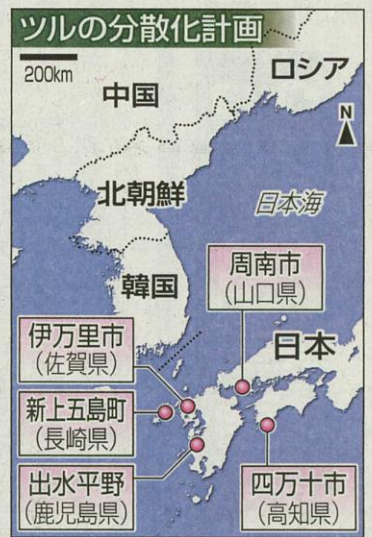 ツルの分散化計画
200km
ロシア
中国
N
北朝鮮
日本海
韓国
周南市
(山口県)
伊万里市
(佐賀県)
日本
新上五島町
(長崎県)
出水平野
(鹿児島県)
四万十市
(高知県)